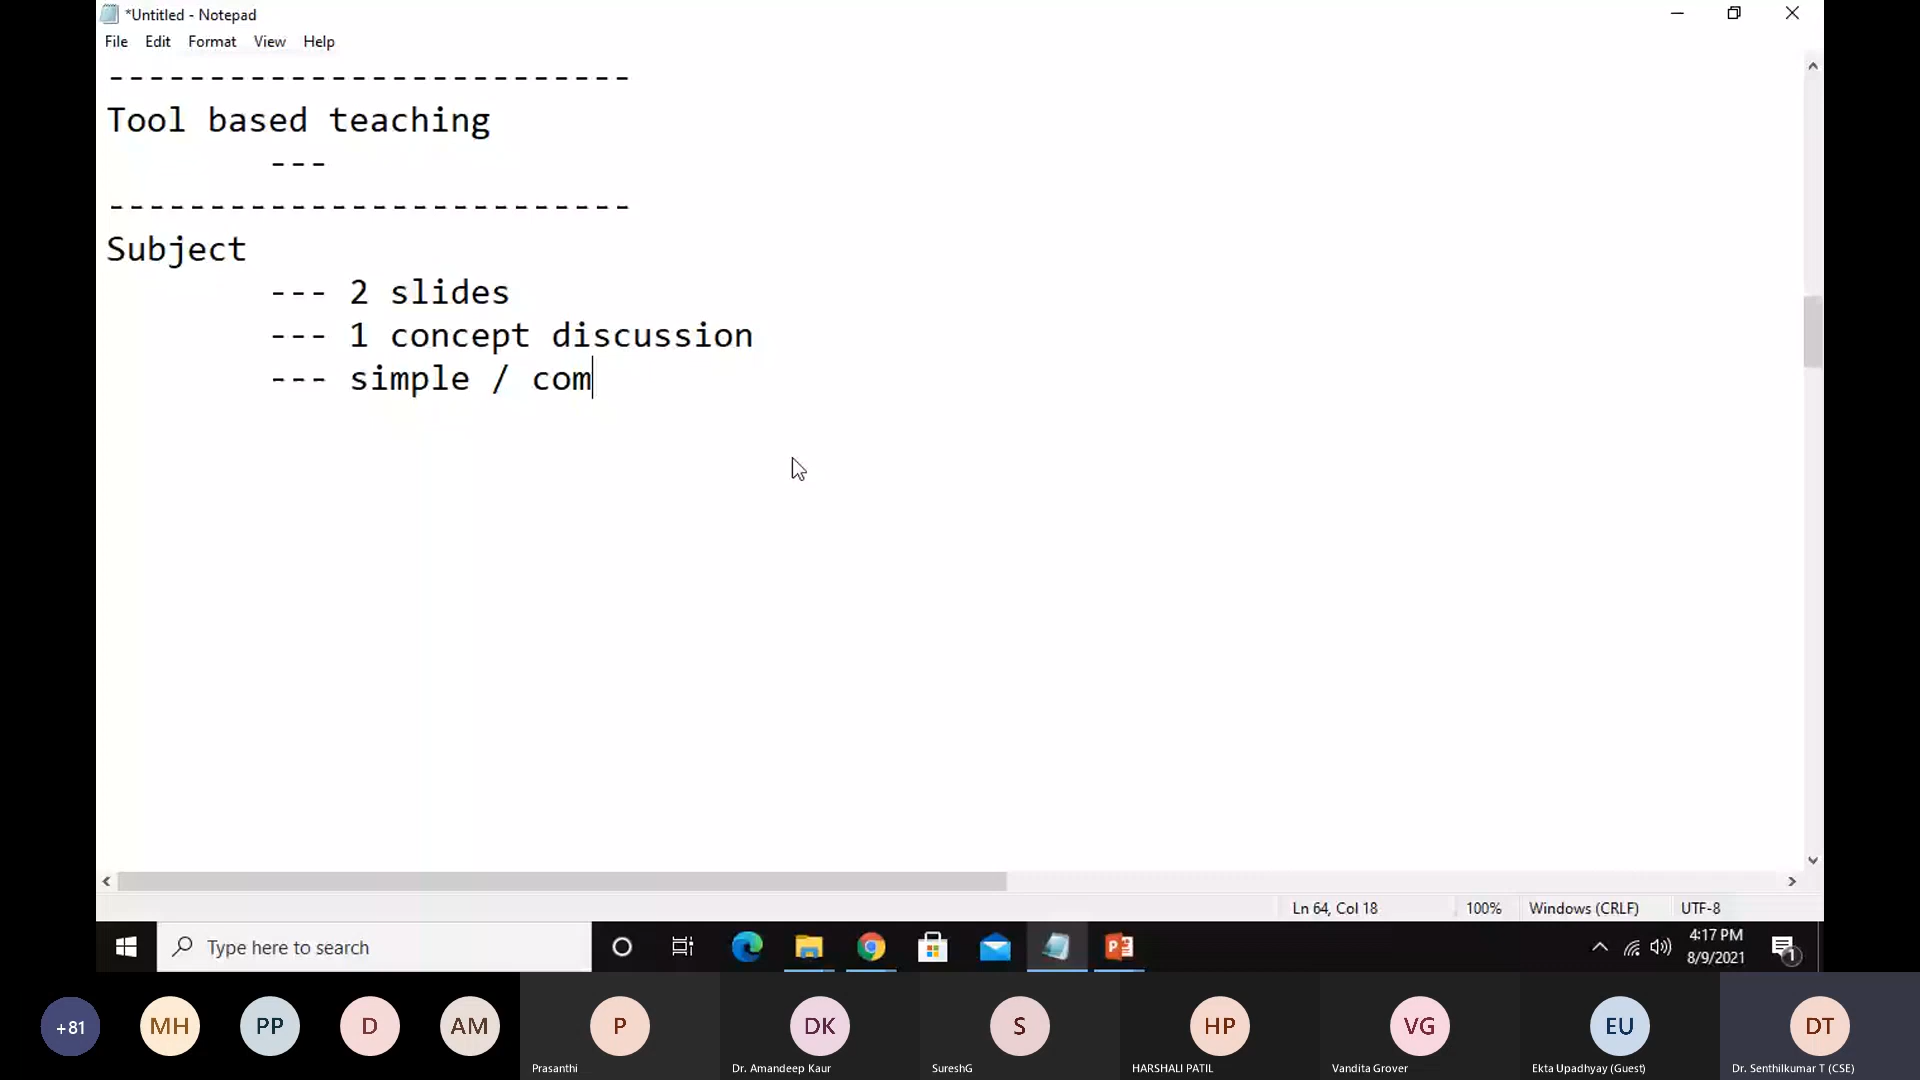 *Untitled - Notepad
File Edit Format View Help
--------------------------
Tool based teaching
---
--------------------------
Subject
--- 2 slides
--- 1 concept discussion
--- simple / com
Ln 64, Col 18 100% Windows (CRLF) UTF-8
Type here to search
4:17 PM
8/9/2021
1
+81 MH PP D AM P DK S HP VG EU DT
Prasanthi Dr. Amandeep Kaur SureshG HARSHALI PATIL Vandita Grover Ekta Upadhyay (Guest) Dr. Senthilkumar T (CSE)